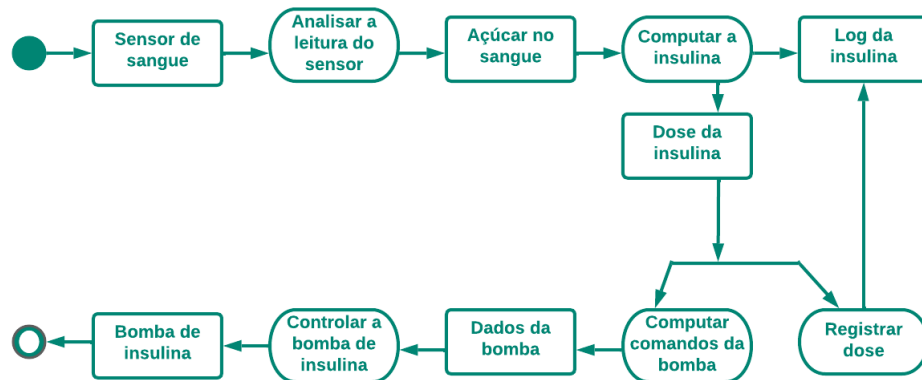 Sensor de
sangue
Analisar a
leitura do
sensor
Açúcar no
sangue
Computar a
insulina
Log da
insulina
Dose da
insulina
Bomba de
insulina
Controlar a
bomba de
insulina
Dados da
bomba
Computar
comandos da
bomba
Registrar
dose